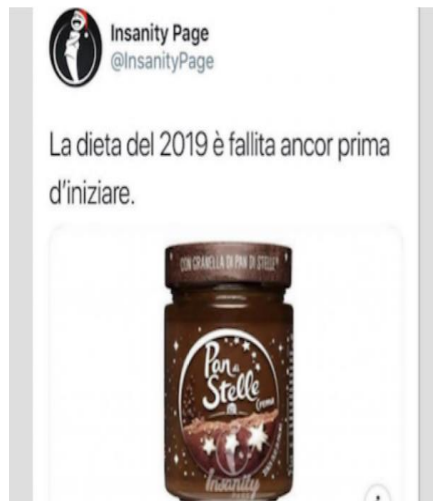 Insanity Page
@InsanityPage
La dieta del 2019 è fallita ancor prima
d'iniziare.
CON GRANELLA DI PAN DI STELLE
Pan di
Stelle
Crema
Insanity
PAGE